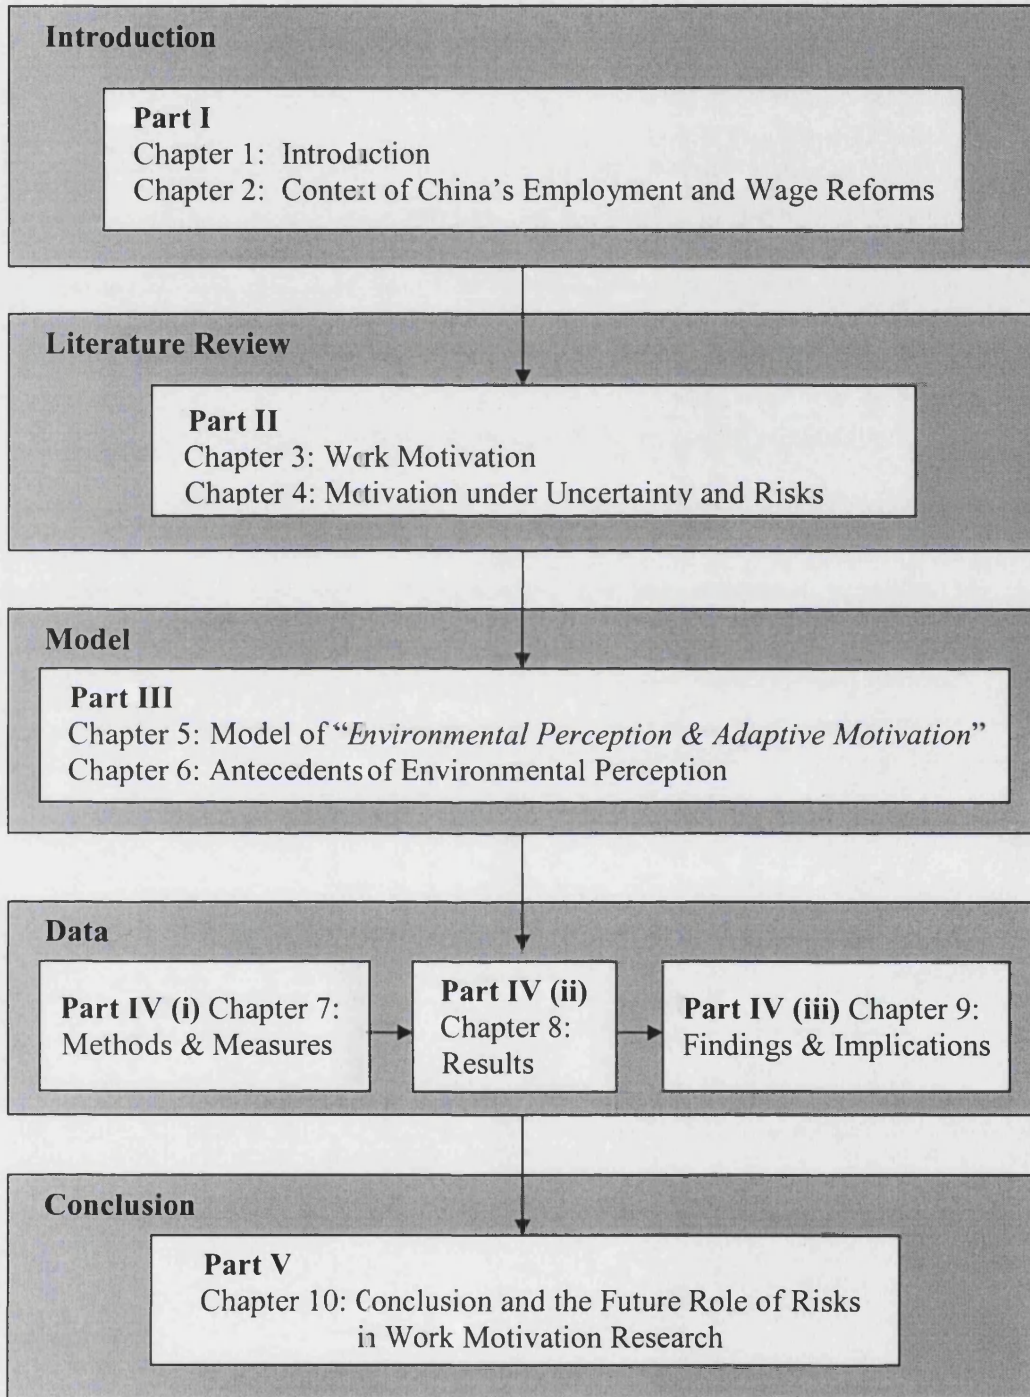 Introduction
Part I
Chapter 1: Introduction
Chapter 2: Context of China's Employment and Wage Reforms
Literature Review
Part II
Chapter 3: Work Motivation
Chapter 4: Motivation under Uncertainty and Risks
Model
Part III
Chapter 5: Model of “Environmental Perception & Adaptive Motivation”
Chapter 6: Antecedents of Environmental Perception
Data
Part IV (i) Chapter 7:
Methods & Measures
Part IV (ii)
Chapter 8:
Results
Part IV (iii) Chapter 9:
Findings & Implications
Conclusion
Part V
Chapter 10: Conclusion and the Future Role of Risks
in Work Motivation Research